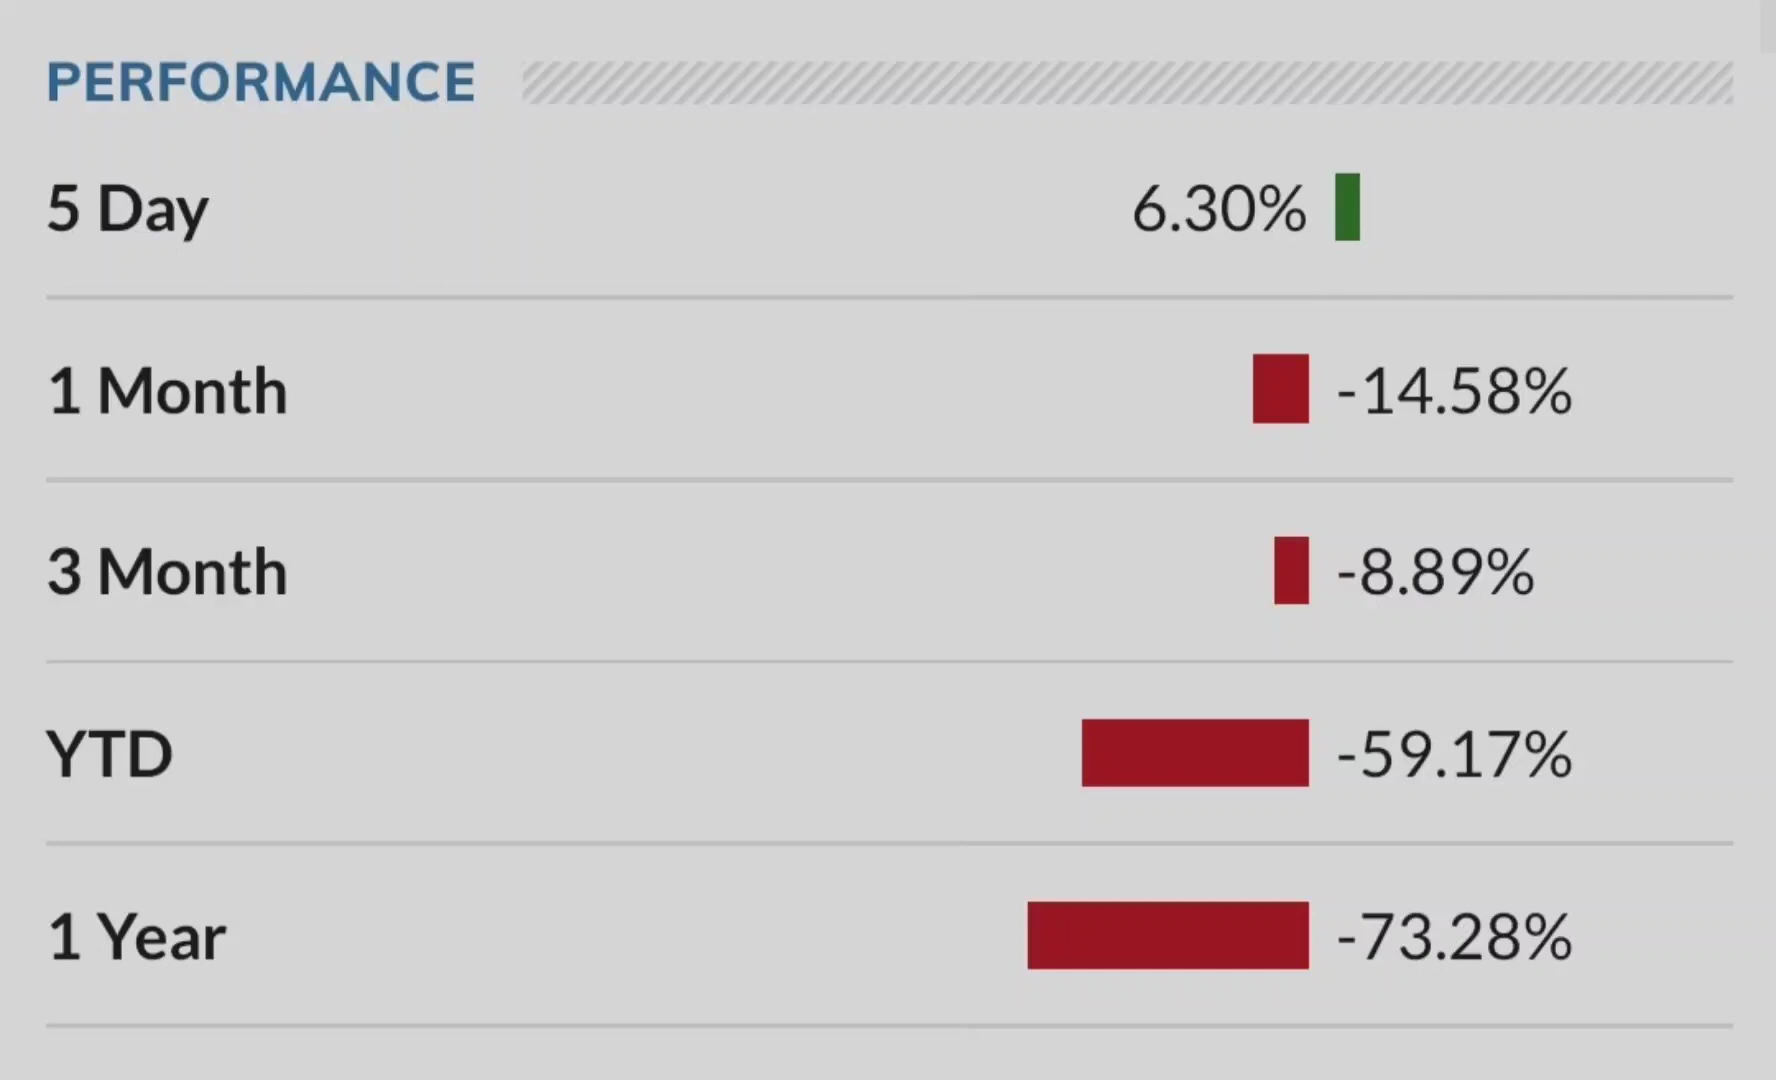 PERFORMANCE
5 Day 6.30%
1 Month -14.58%
3 Month -8.89%
YTD -59.17%
1 Year -73.28%